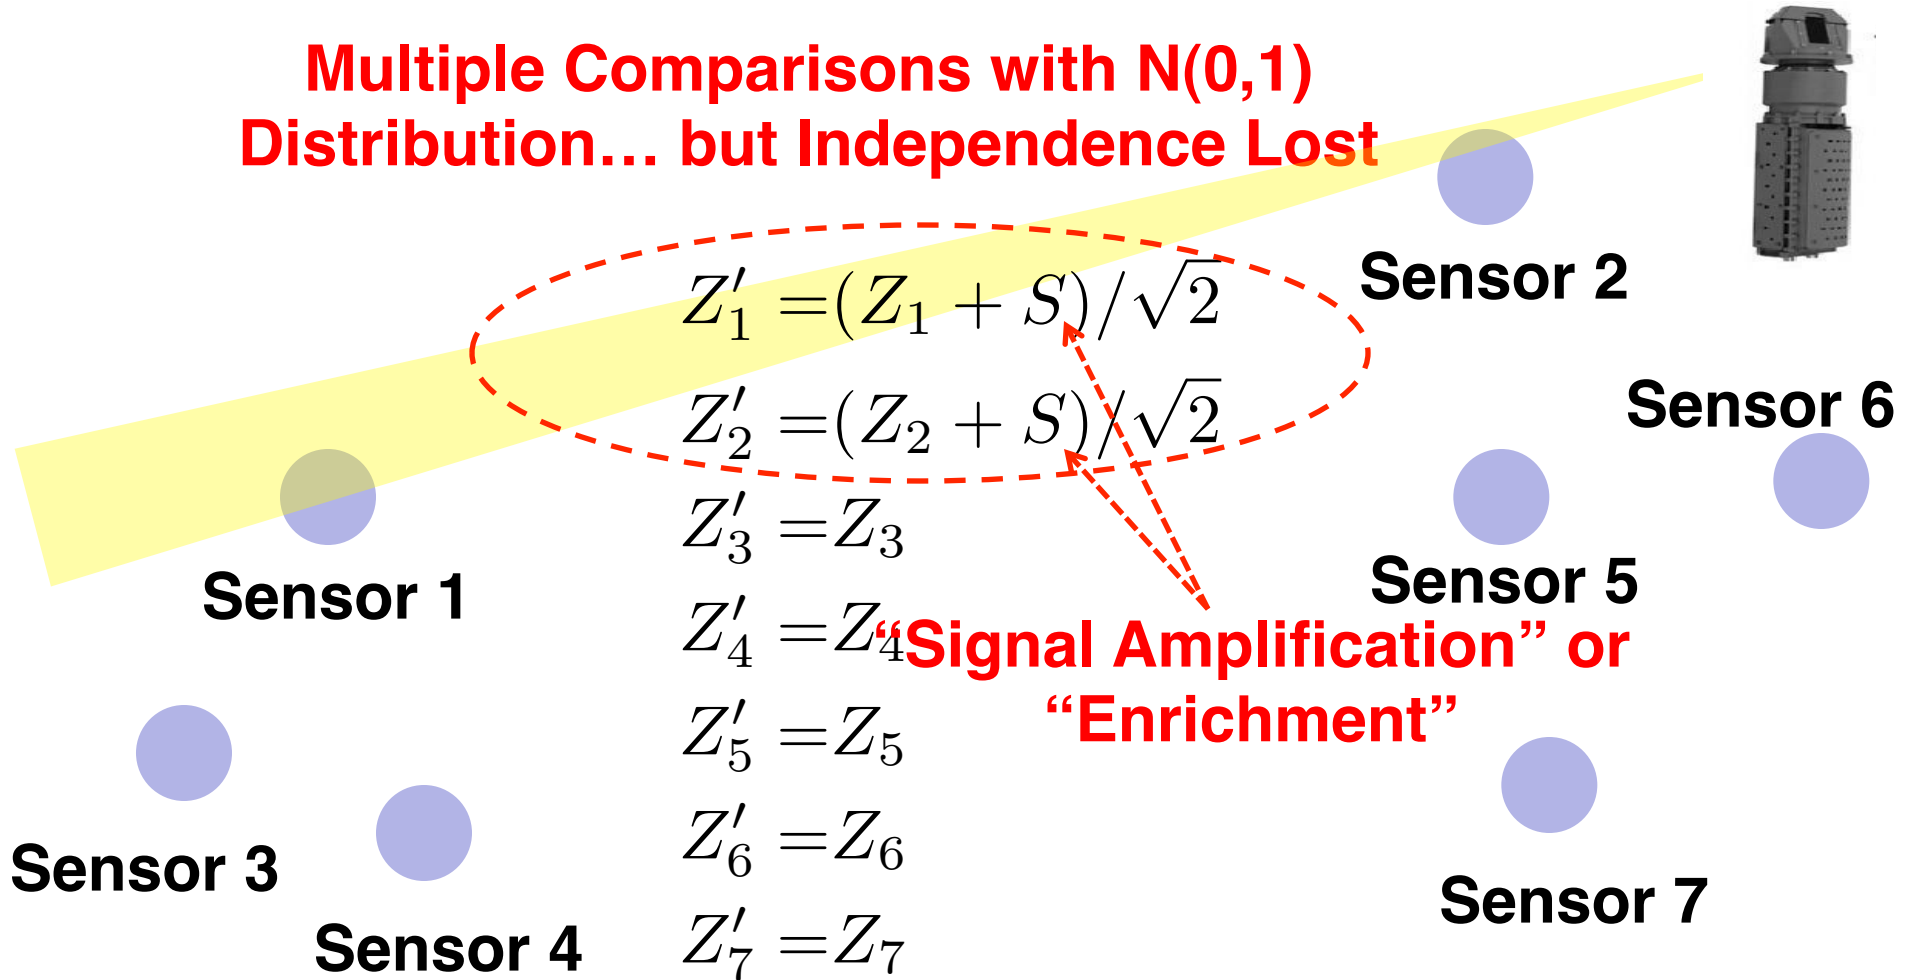 Multiple Comparisons with N(0,1)
Distribution… but Independence Lost
Sensor 2
Z′₁ =(Z₁ + S)/√2
Sensor 6
Z′₂ =(Z₂ + S)/√2
Z′₃ =Z₃
Sensor 5
Sensor 1
Z′₄ =Z₄
“Signal Amplification” or
“Enrichment”
Z′₅ =Z₅
Sensor 3
Z′₆ =Z₆
Sensor 7
Sensor 4
Z′₇ =Z₇